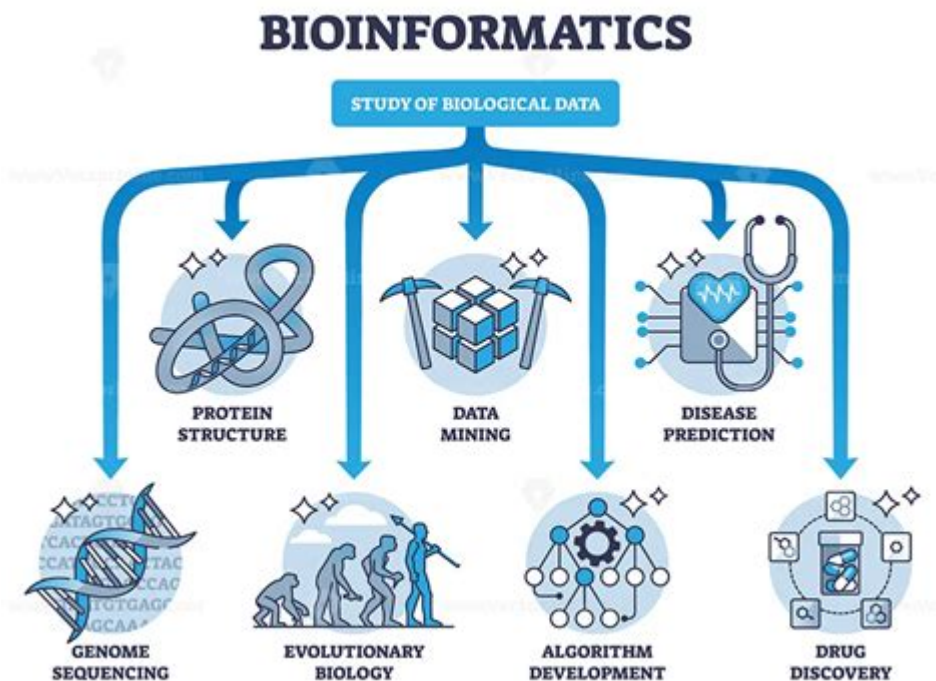 BIOINFORMATICS
STUDY OF BIOLOGICAL DATA
PROTEIN
STRUCTURE
DATA
MINING
DISEASE
PREDICTION
GENOME
SEQUENCING
EVOLUTIONARY
BIOLOGY
ALGORITHM
DEVELOPMENT
DRUG
DISCOVERY